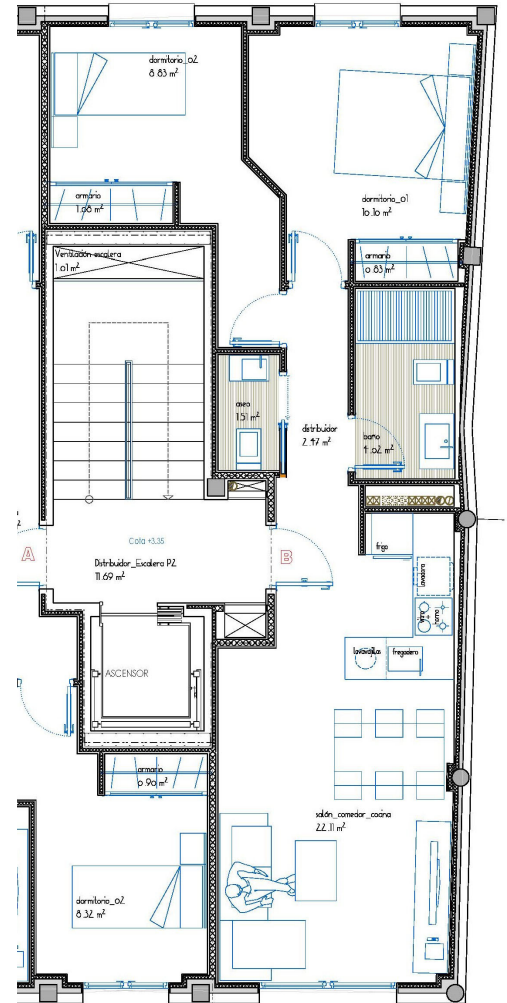 dormitorio_02
8.83 m²
dormitorio_01
10.10 m²
armario
1.08 m²
armario
0.83 m²
Ventilación escalera
1.01 m²
aseo
1.51 m²
distribuidor
2.47 m²
baño
4.02 m²
Cota +3,35
Distribuidor_Escalera P2
11.69 m²
A
B
frigo
lavadora
vitro
horno
lavavajillas
fregadero
ASCENSOR
armario
0.90 m²
salón_comedor_cocina
22.11 m²
dormitorio_02
8.32 m²